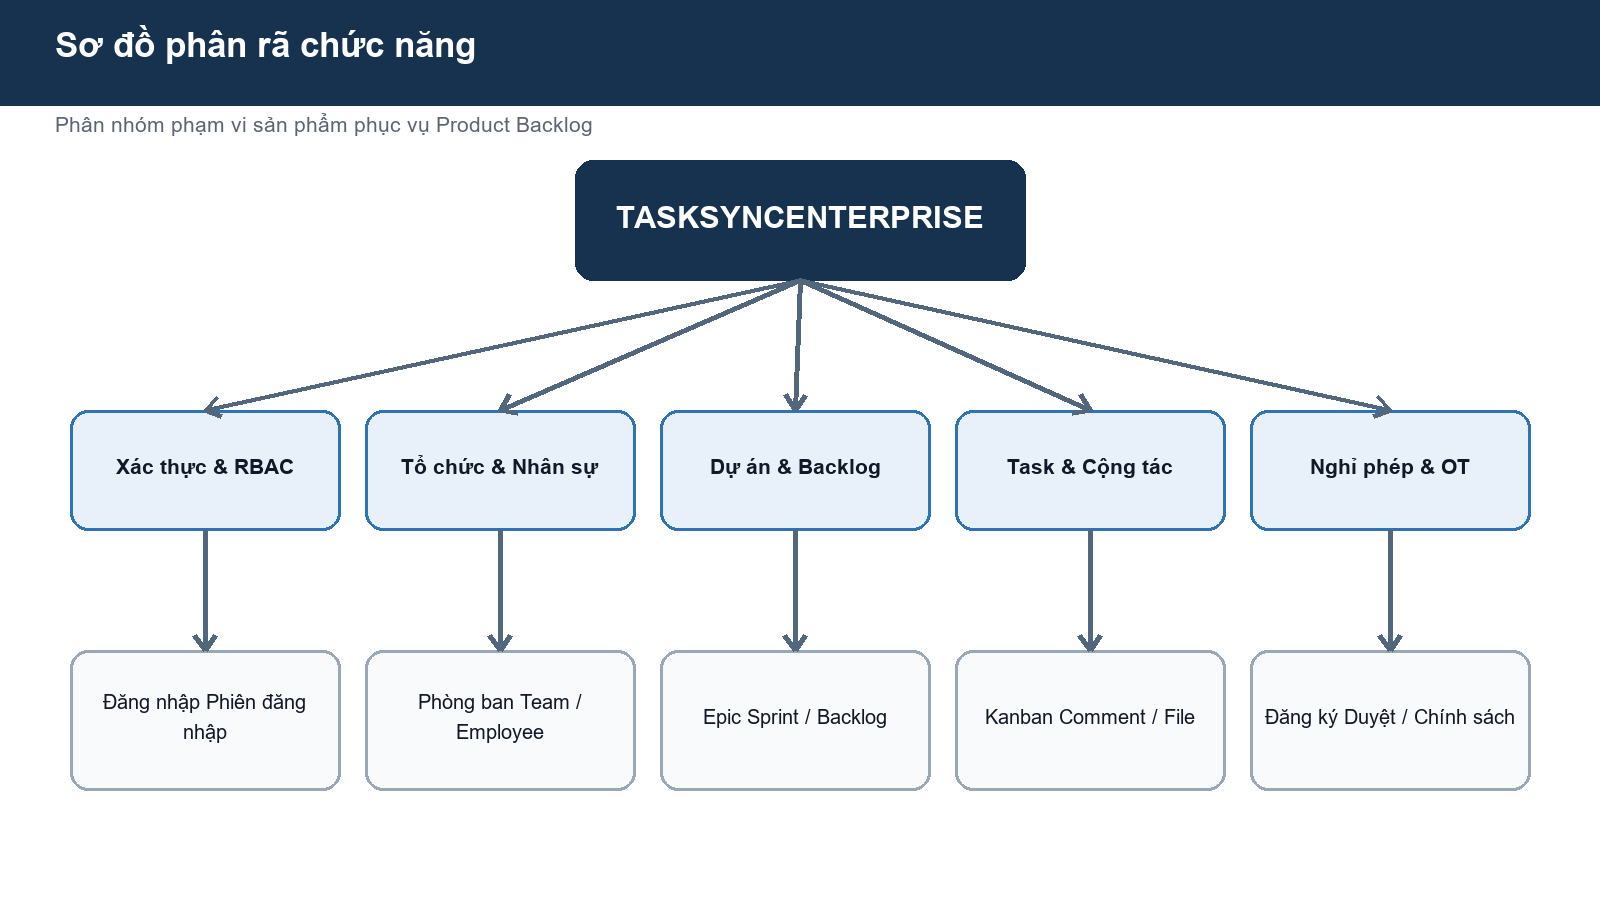 Sơ đồ phân rã chức năng
Phân nhóm phạm vi sản phẩm phục vụ Product Backlog
TASKSYNCENTERPRISE
Xác thực & RBAC
Tổ chức & Nhân sự
Dự án & Backlog
Task & Cộng tác
Nghỉ phép & OT
Đăng nhập Phiên đăng
nhập
Phòng ban Team /
Employee
Epic Sprint / Backlog
Kanban Comment / File
Đăng ký Duyệt / Chính sách